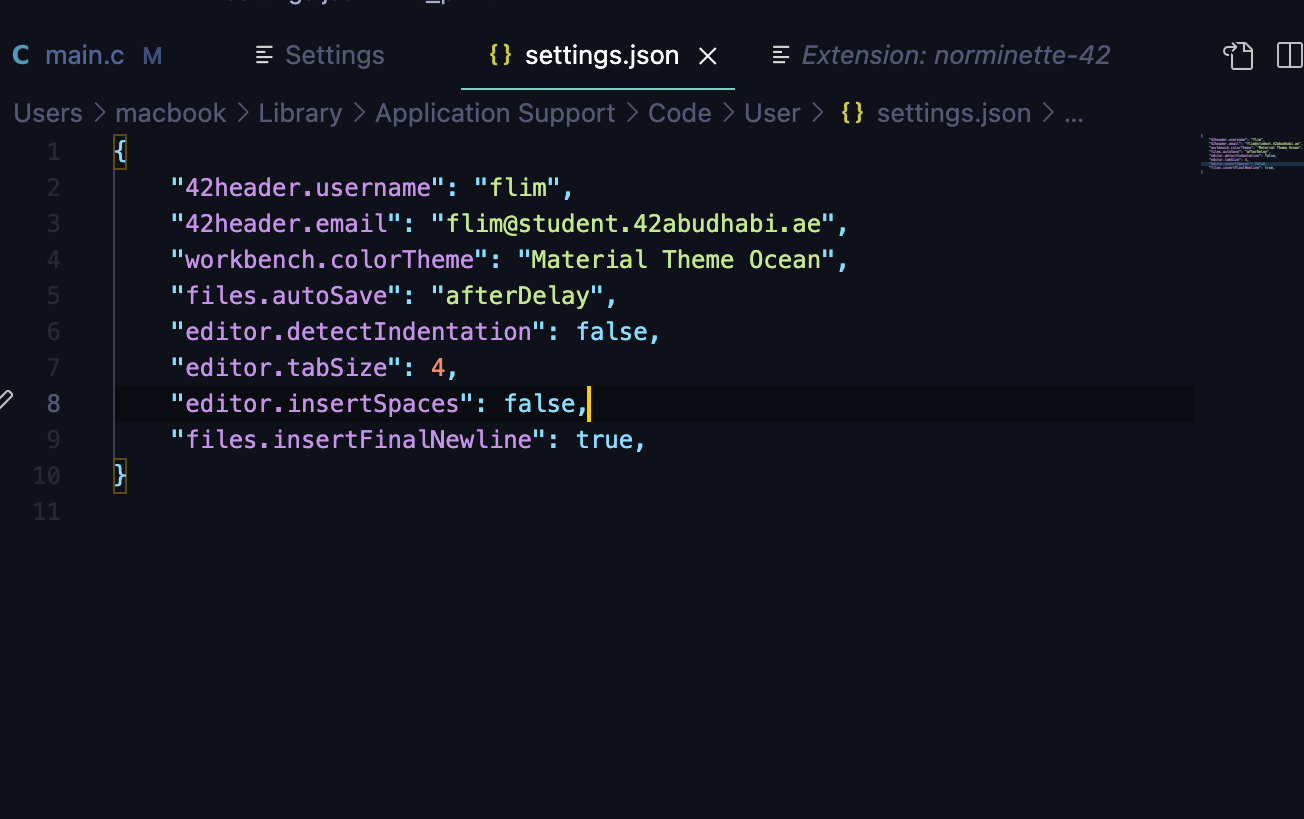 C main.c M Settings {} settings.json × Extension: norminette-42
Users > macbook > Library > Application Support > Code > User > {} settings.json > ...
1 {
2 "42header.username": "flim",
3 "42header.email": "flim@student.42abudhabi.ae",
4 "workbench.colorTheme": "Material Theme Ocean",
5 "files.autoSave": "afterDelay",
6 "editor.detectIndentation": false,
7 "editor.tabSize": 4,
8 "editor.insertSpaces": false,
9 "files.insertFinalNewline": true,
10 }
11